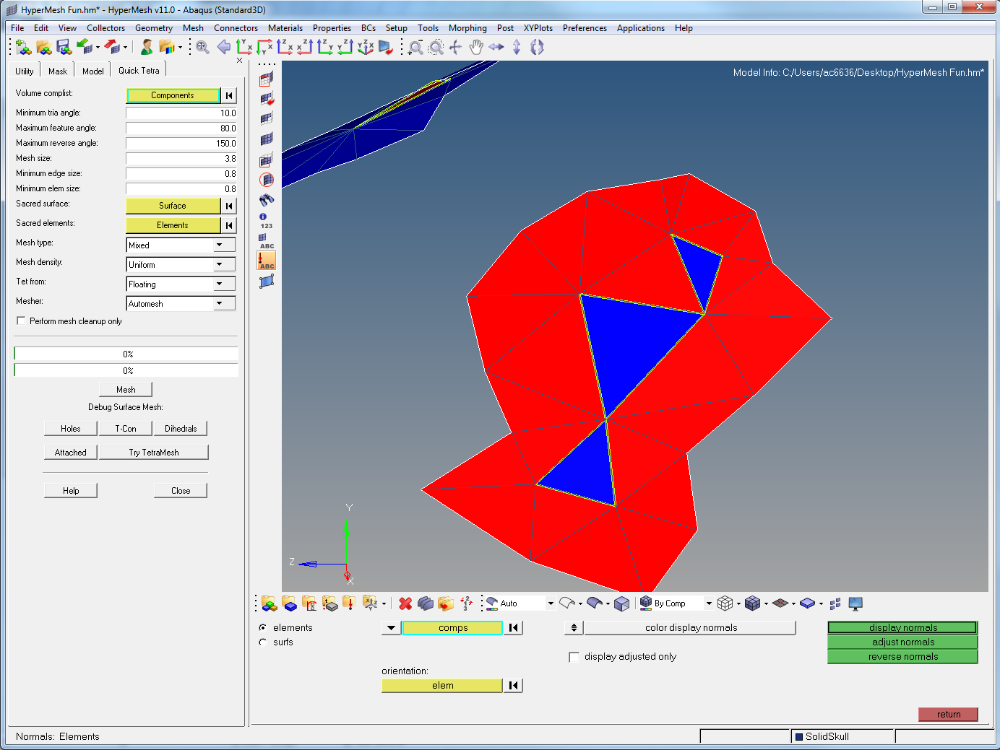 HyperMesh Fun.hm* - HyperMesh v11.0 - Abaqus (Standard3D)
File Edit View Collectors Geometry Mesh Connectors Materials Properties BCs Setup Tools Morphing Post XYPlots Preferences Applications Help
Utility Mask Model Quick Tetra
Model Info: C:/Users/ac6636/Desktop/HyperMesh Fun.hm*
Volume complist: Components
Minimum tria angle: 10.0
Maximum feature angle: 80.0
Maximum reverse angle: 150.0
Mesh size: 3.8
Minimum edge size: 0.8
Minimum elem size: 0.8
Sacred surface: Surface
Sacred elements: Elements
Mesh type: Mixed
Mesh density: Uniform
Tet from: Floating
Mesher: Automesh
Perform mesh cleanup only
0%
0%
Mesh
Debug Surface Mesh:
Holes T-Con Dihedrals
Attached Try TetraMesh
Help Close
123
ABC
ABC
Y
Z
X
Auto By Comp
elements comps color display normals display normals
surfs adjust normals
display adjusted only reverse normals
orientation:
elem
return
Normals: Elements SolidSkull